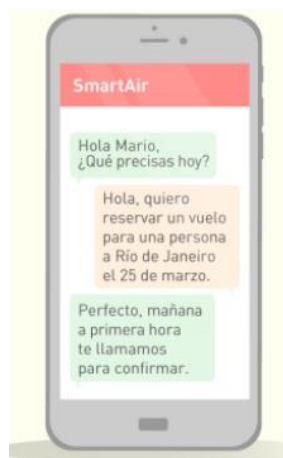 SmartAir
Hola Mario,
¿Qué precisas hoy?
Hola, quiero
reservar un vuelo
para una persona
a Río de Janeiro
el 25 de marzo.
Perfecto, mañana
a primera hora
te llamamos
para confirmar.